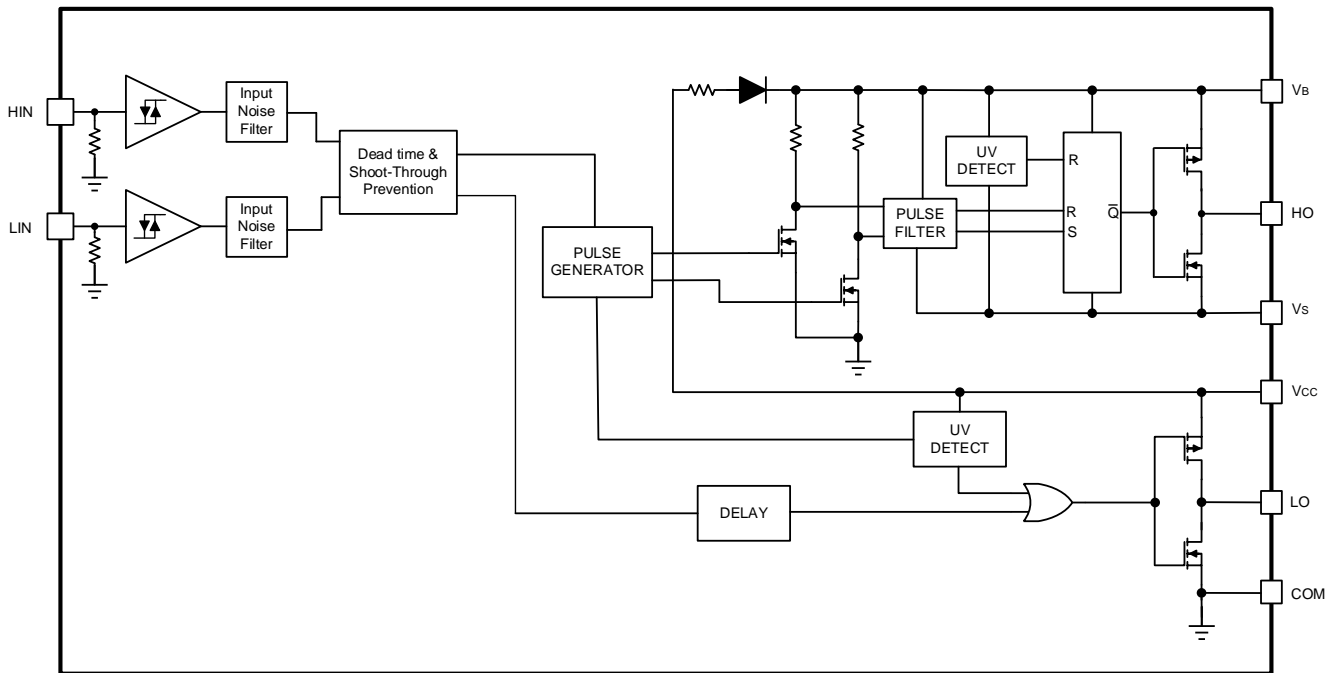 HIN
Input
Noise
Filter
LIN
Input
Noise
Filter
Dead time &
Shoot-Through
Prevention
PULSE
GENERATOR
UV
DETECT
PULSE
FILTER
R
R
S
Q̅
VB
HO
VS
VCC
UV
DETECT
DELAY
LO
COM